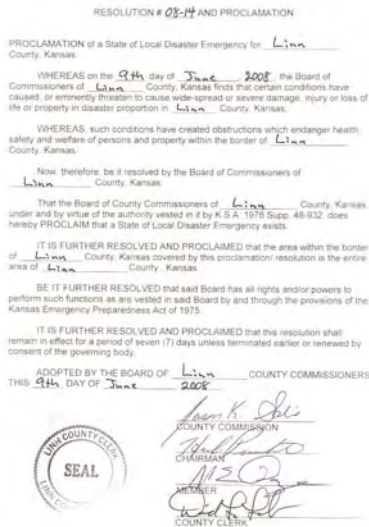 RESOLUTION # 08-14 AND PROCLAMATION
PROCLAMATION of a State of Local Disaster Emergency for Linn
County, Kansas.
WHEREAS on the 9th day of June 2008, the Board of
Commissioners of Linn County, Kansas finds that certain conditions have
caused, or eminently threaten to cause wide-spread or severe damage, injury or loss of
life or property in disaster proportion in Linn County, Kansas.
WHEREAS, such conditions have created obstructions which endanger health
safety and welfare of persons and property within the border of Linn
County, Kansas.
Now, therefore, be it resolved by the Board of Commissioners of
Linn County, Kansas:
That the Board of County Commissioners of Linn County, Kansas,
under and by virtue of the authority vested in it by K.S.A. 1976 Supp. 48-932, does
hereby PROCLAIM that a State of Local Disaster Emergency exists.
IT IS FURTHER RESOLVED AND PROCLAIMED that the area within the border
of Linn County, Kansas covered by this proclamation/ resolution is the entire
area of Linn County, Kansas.
BE IT FURTHER RESOLVED that said Board has all rights and/or powers to
perform such functions as are vested in said Board by and through the provisions of the
Kansas Emergency Preparedness Act of 1975.
IT IS FURTHER RESOLVED AND PROCLAIMED that this resolution shall
remain in effect for a period of seven (7) days unless terminated earlier or renewed by
consent of the governing body.
ADOPTED BY THE BOARD OF Linn COUNTY COMMISSIONERS
THIS 9th DAY OF June 2008
COUNTY COMMISSION
CHAIRMAN
MEMBER
COUNTY CLERK
LINN COUNTY CLERK
SEAL